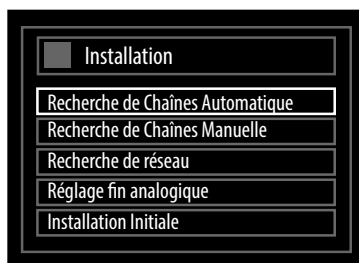 Installation
Recherche de Chaînes Automatique
Recherche de Chaînes Manuelle
Recherche de réseau
Réglage fin analogique
Installation Initiale